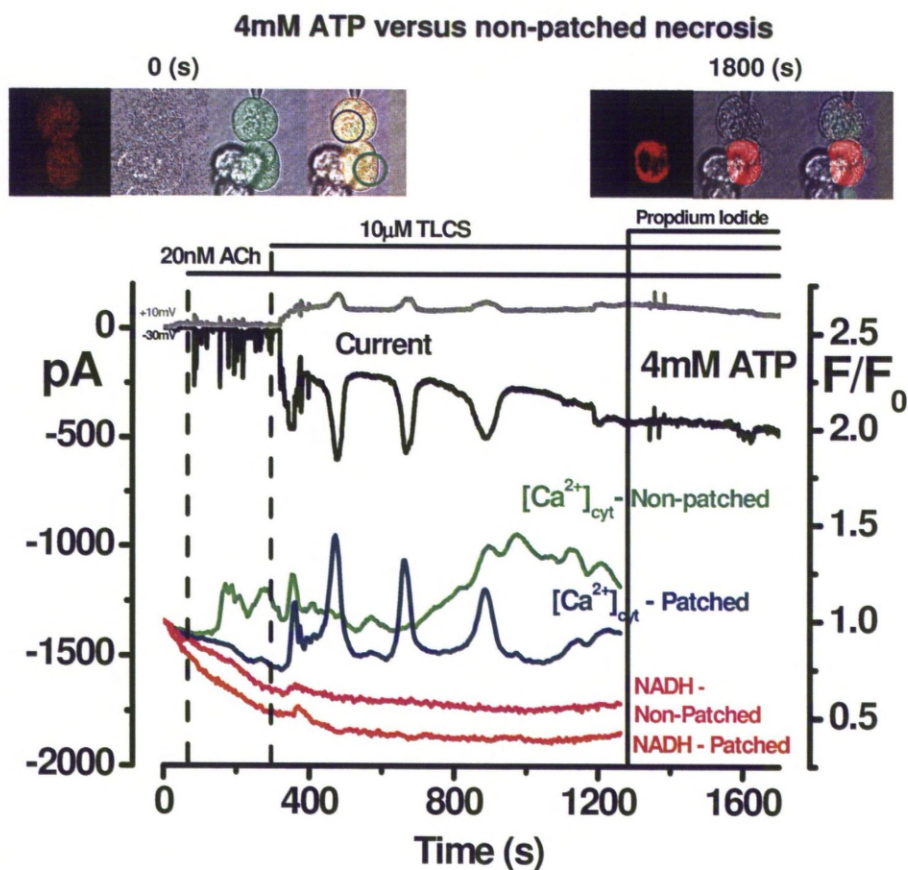 4mM ATP versus non-patched necrosis
0 (s)
1800 (s)
Propdium Iodide
10µM TLCS
20nM ACh
+10mV
-30mV
0
-500
-1000
-1500
-2000
pA
Current
4mM ATP
F/F0
2.5
2.0
1.5
1.0
0.5
[Ca2+]cyt - Non-patched
[Ca2+]cyt - Patched
NADH -
Non-Patched
NADH - Patched
0
400
800
1200
1600
Time (s)